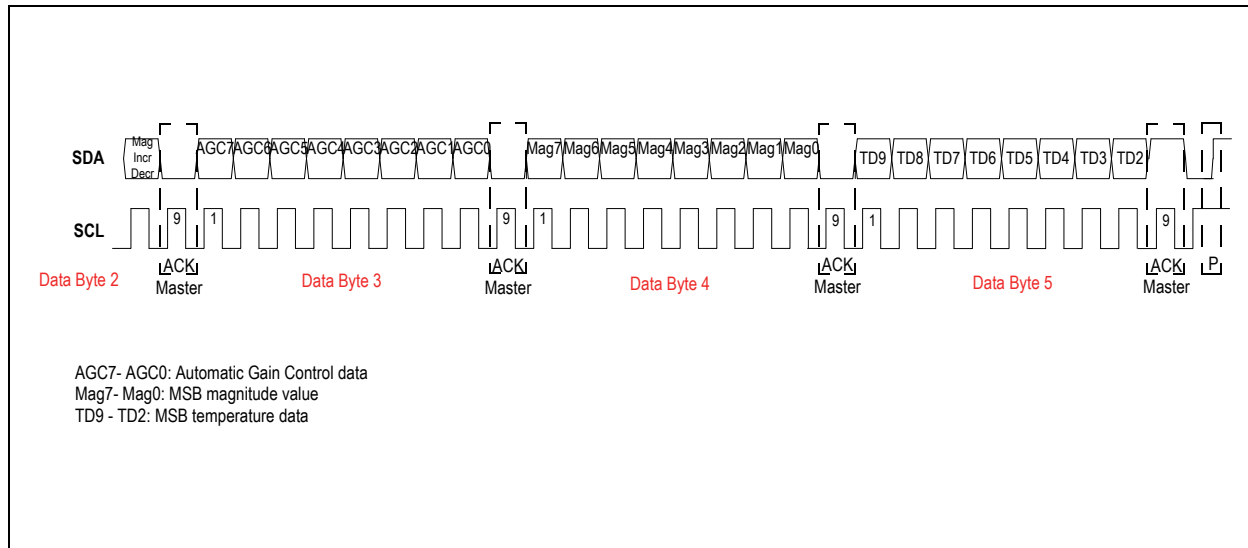 Mag
Incr
Decr
SDA
AGC7 AGC6 AGC5 AGC4 AGC3 AGC2 AGC1 AGC0
Mag7 Mag6 Mag5 Mag4 Mag3 Mag2 Mag1 Mag0
TD9 TD8 TD7 TD6 TD5 TD4 TD3 TD2
SCL
9 1 9 1 9 1 9
ACK ACK ACK ACK P
Data Byte 2 Master Data Byte 3 Master Data Byte 4 Master Data Byte 5 Master
AGC7- AGC0: Automatic Gain Control data
Mag7- Mag0: MSB magnitude value
TD9 - TD2: MSB temperature data